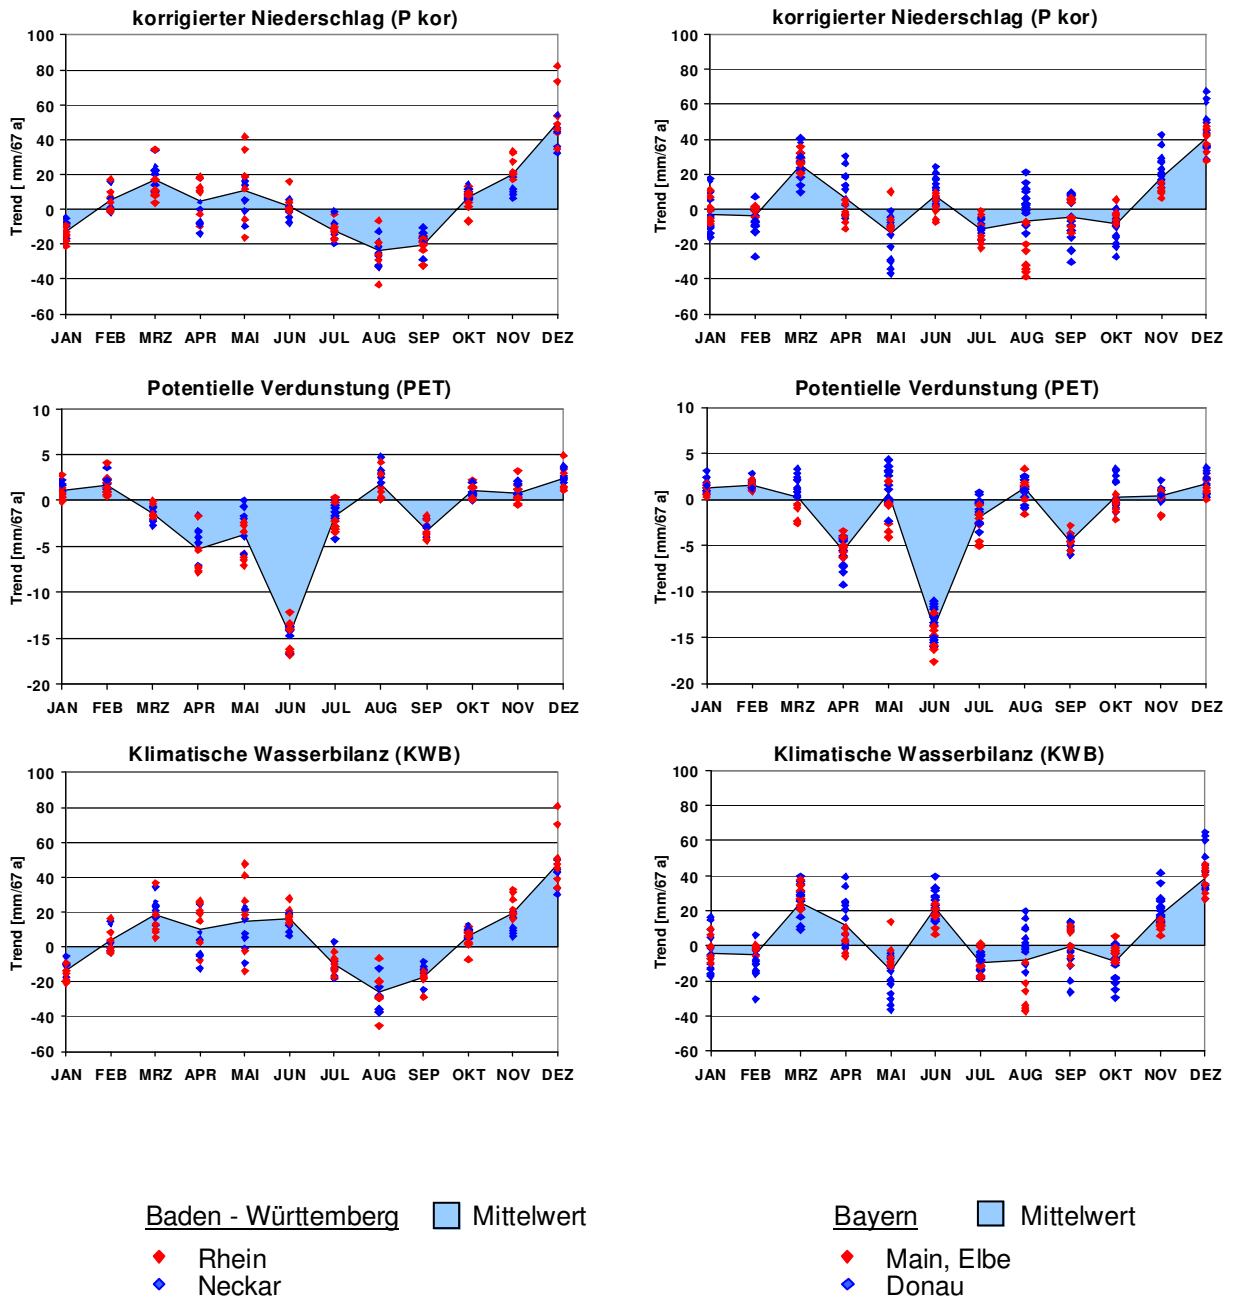 korrigierter Niederschlag (P kor)
Trend [ mm/67 a]
100
80
60
40
20
0
-20
-40
-60
JAN FEB MRZ APR MAI JUN JUL AUG SEP OKT NOV DEZ
korrigierter Niederschlag (P kor)
Trend [mm/67 a]
100
80
60
40
20
0
-20
-40
-60
JAN FEB MRZ APR MAI JUN JUL AUG SEP OKT NOV DEZ
Potentielle Verdunstung (PET)
Trend [mm/67 a]
10
5
0
-5
-10
-15
-20
JAN FEB MRZ APR MAI JUN JUL AUG SEP OKT NOV DEZ
Potentielle Verdunstung (PET)
Trend [mm/67 a]
10
5
0
-5
-10
-15
-20
JAN FEB MRZ APR MAI JUN JUL AUG SEP OKT NOV DEZ
Klimatische Wasserbilanz (KWB)
Trend [mm/67 a]
100
80
60
40
20
0
-20
-40
-60
JAN FEB MRZ APR MAI JUN JUL AUG SEP OKT NOV DEZ
Klimatische Wasserbilanz (KWB)
Trend [mm/67 a]
100
80
60
40
20
0
-20
-40
-60
JAN FEB MRZ APR MAI JUN JUL AUG SEP OKT NOV DEZ
Baden - Württemberg Mittelwert
Rhein
Neckar
Bayern Mittelwert
Main, Elbe
Donau